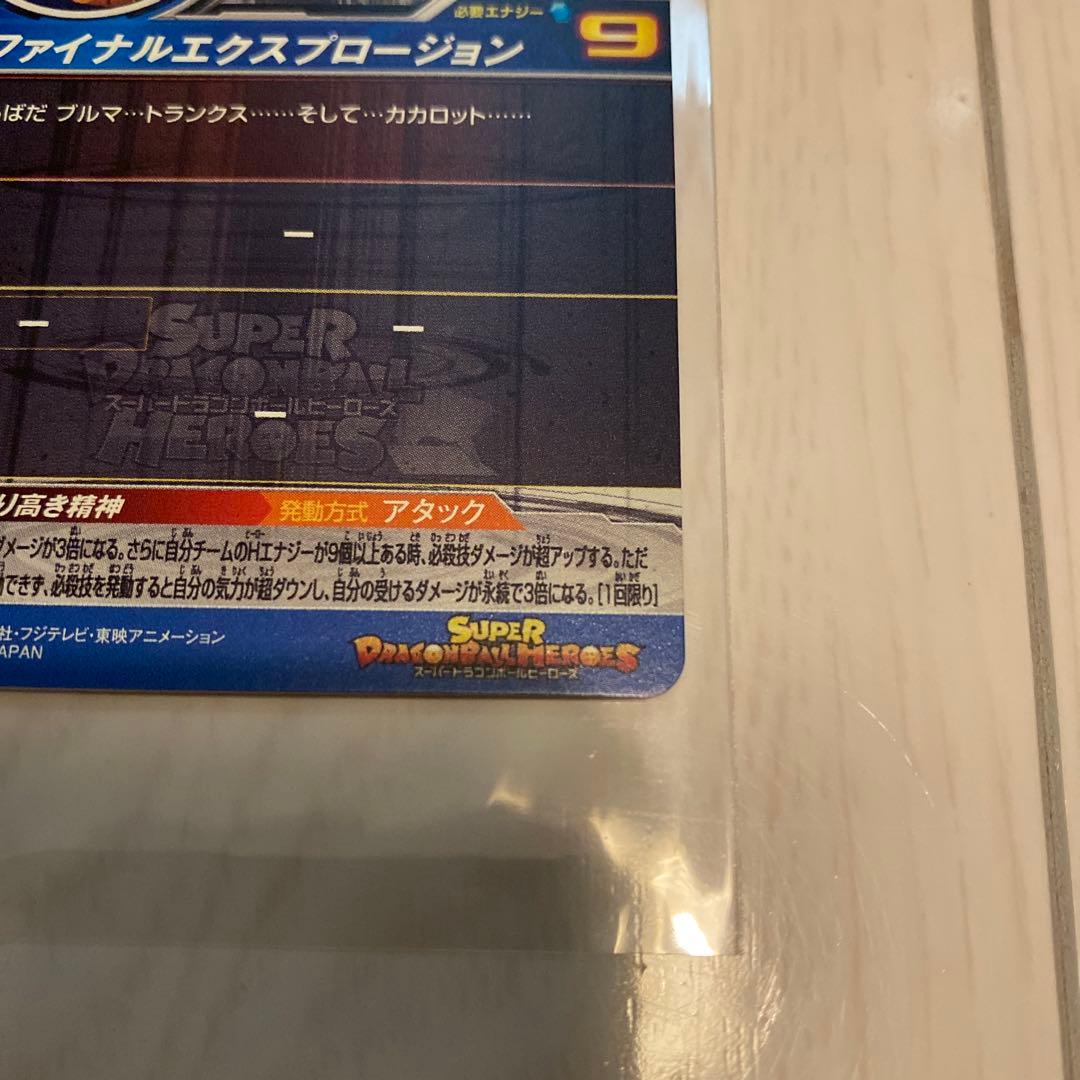 必要エナジー 9
ファイナルエクスプロージョン
ばだ ブルマ…トランクス……そして…カカロット……
ー
ー ー
SUPER
DRAGONBALL
スーパードラゴンボールヒーローズ
ー
HEROES
り高き精神 発動方式 アタック
ダメージが3倍になる。さらに自分チームのHエナジーが9個以上ある時、必殺技ダメージが超アップする。ただ
できず、必殺技を発動すると自分の気力が超ダウンし、自分の受けるダメージが永続で3倍になる。[1回限り]
社・フジテレビ・東映アニメーション
APAN
SUPER
DRAGONBALL HEROES
スーパードラゴンボールヒーローズ